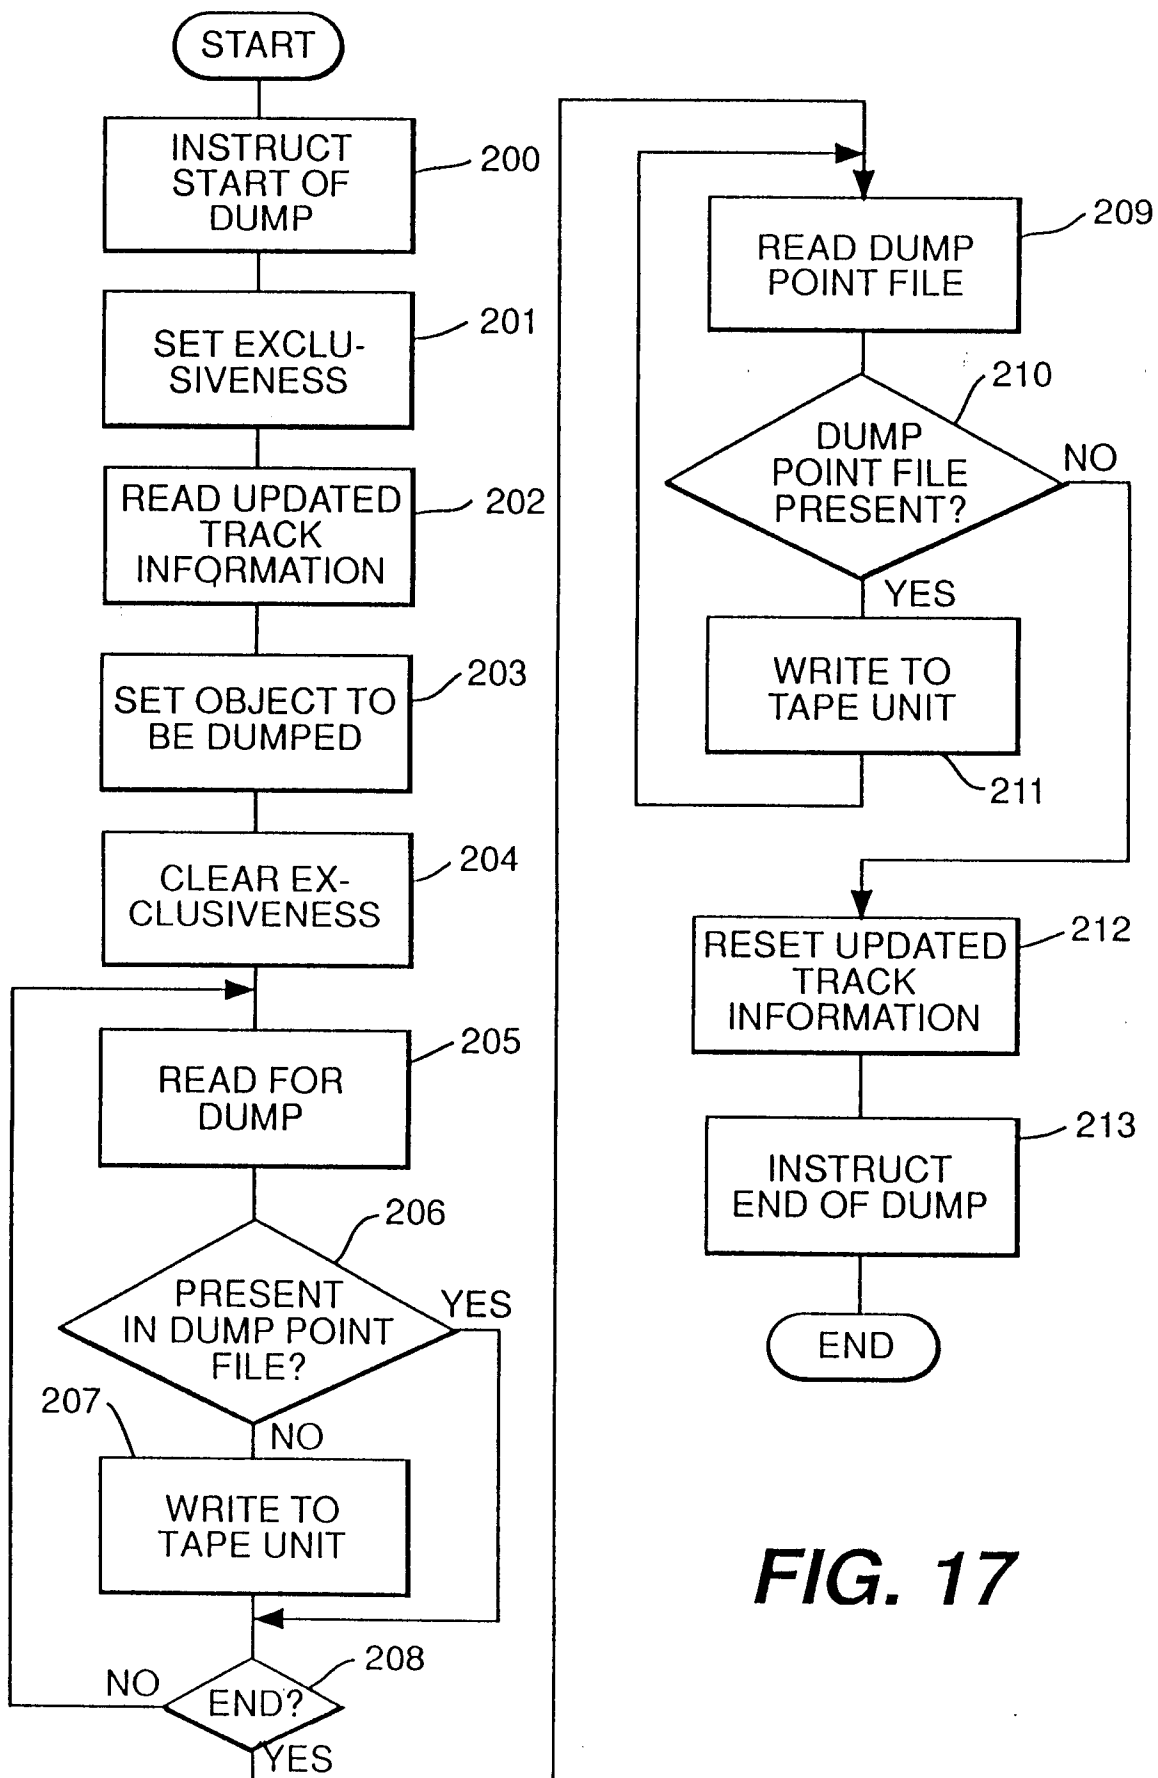 START
INSTRUCT
START OF
DUMP
200
SET EXCLU-
SIVENESS
201
READ UPDATED
TRACK
INFORMATION
202
SET OBJECT TO
BE DUMPED
203
CLEAR EX-
CLUSIVENESS
204
READ FOR
DUMP
205
PRESENT
IN DUMP POINT
FILE?
206
YES
NO
207
WRITE TO
TAPE UNIT
END?
208
NO
YES
READ DUMP
POINT FILE
209
DUMP
POINT FILE
PRESENT?
210
NO
YES
WRITE TO
TAPE UNIT
211
RESET UPDATED
TRACK
INFORMATION
212
INSTRUCT
END OF DUMP
213
END
FIG. 17